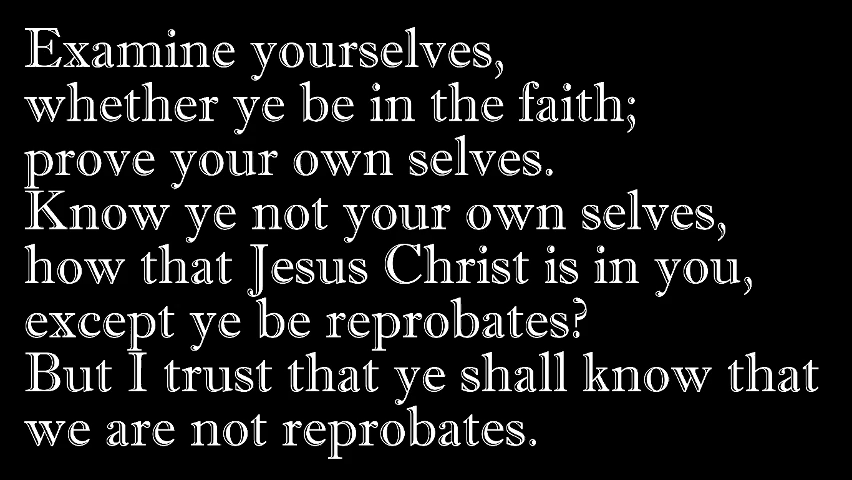 Examine yourselves,
whether ye be in the faith;
prove your own selves.
Know ye not your own selves,
how that Jesus Christ is in you,
except ye be reprobates?
But I trust that ye shall know that
we are not reprobates.